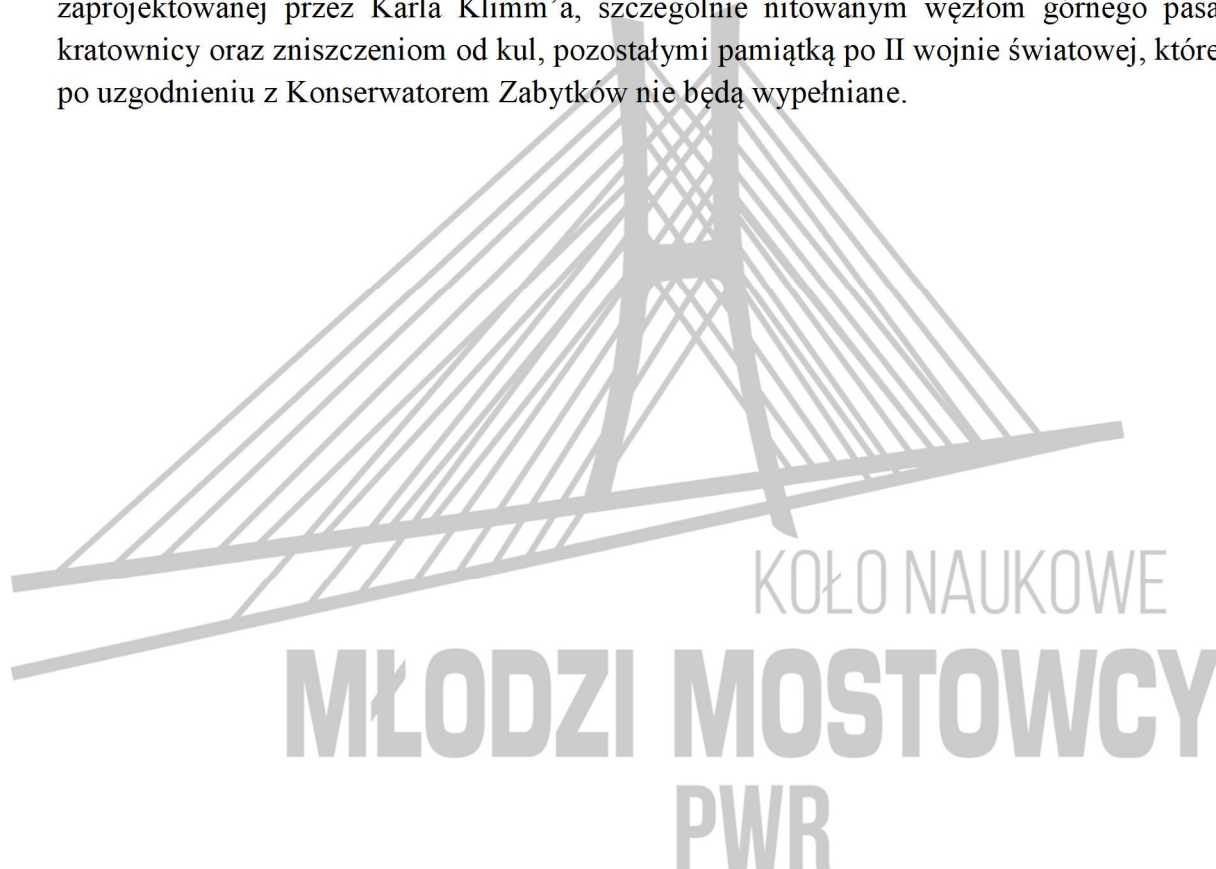 zaprojektowanej przez Karla Klimm'a, szczególnie nitowanym węzłom górnego pasa
kratownicy oraz zniszczeniom od kul, pozostałymi pamiątką po II wojnie światowej, które
po uzgodnieniu z Konserwatorem Zabytków nie będą wypełniane.
KOŁO NAUKOWE
MŁODZI MOSTOWCY
PWR